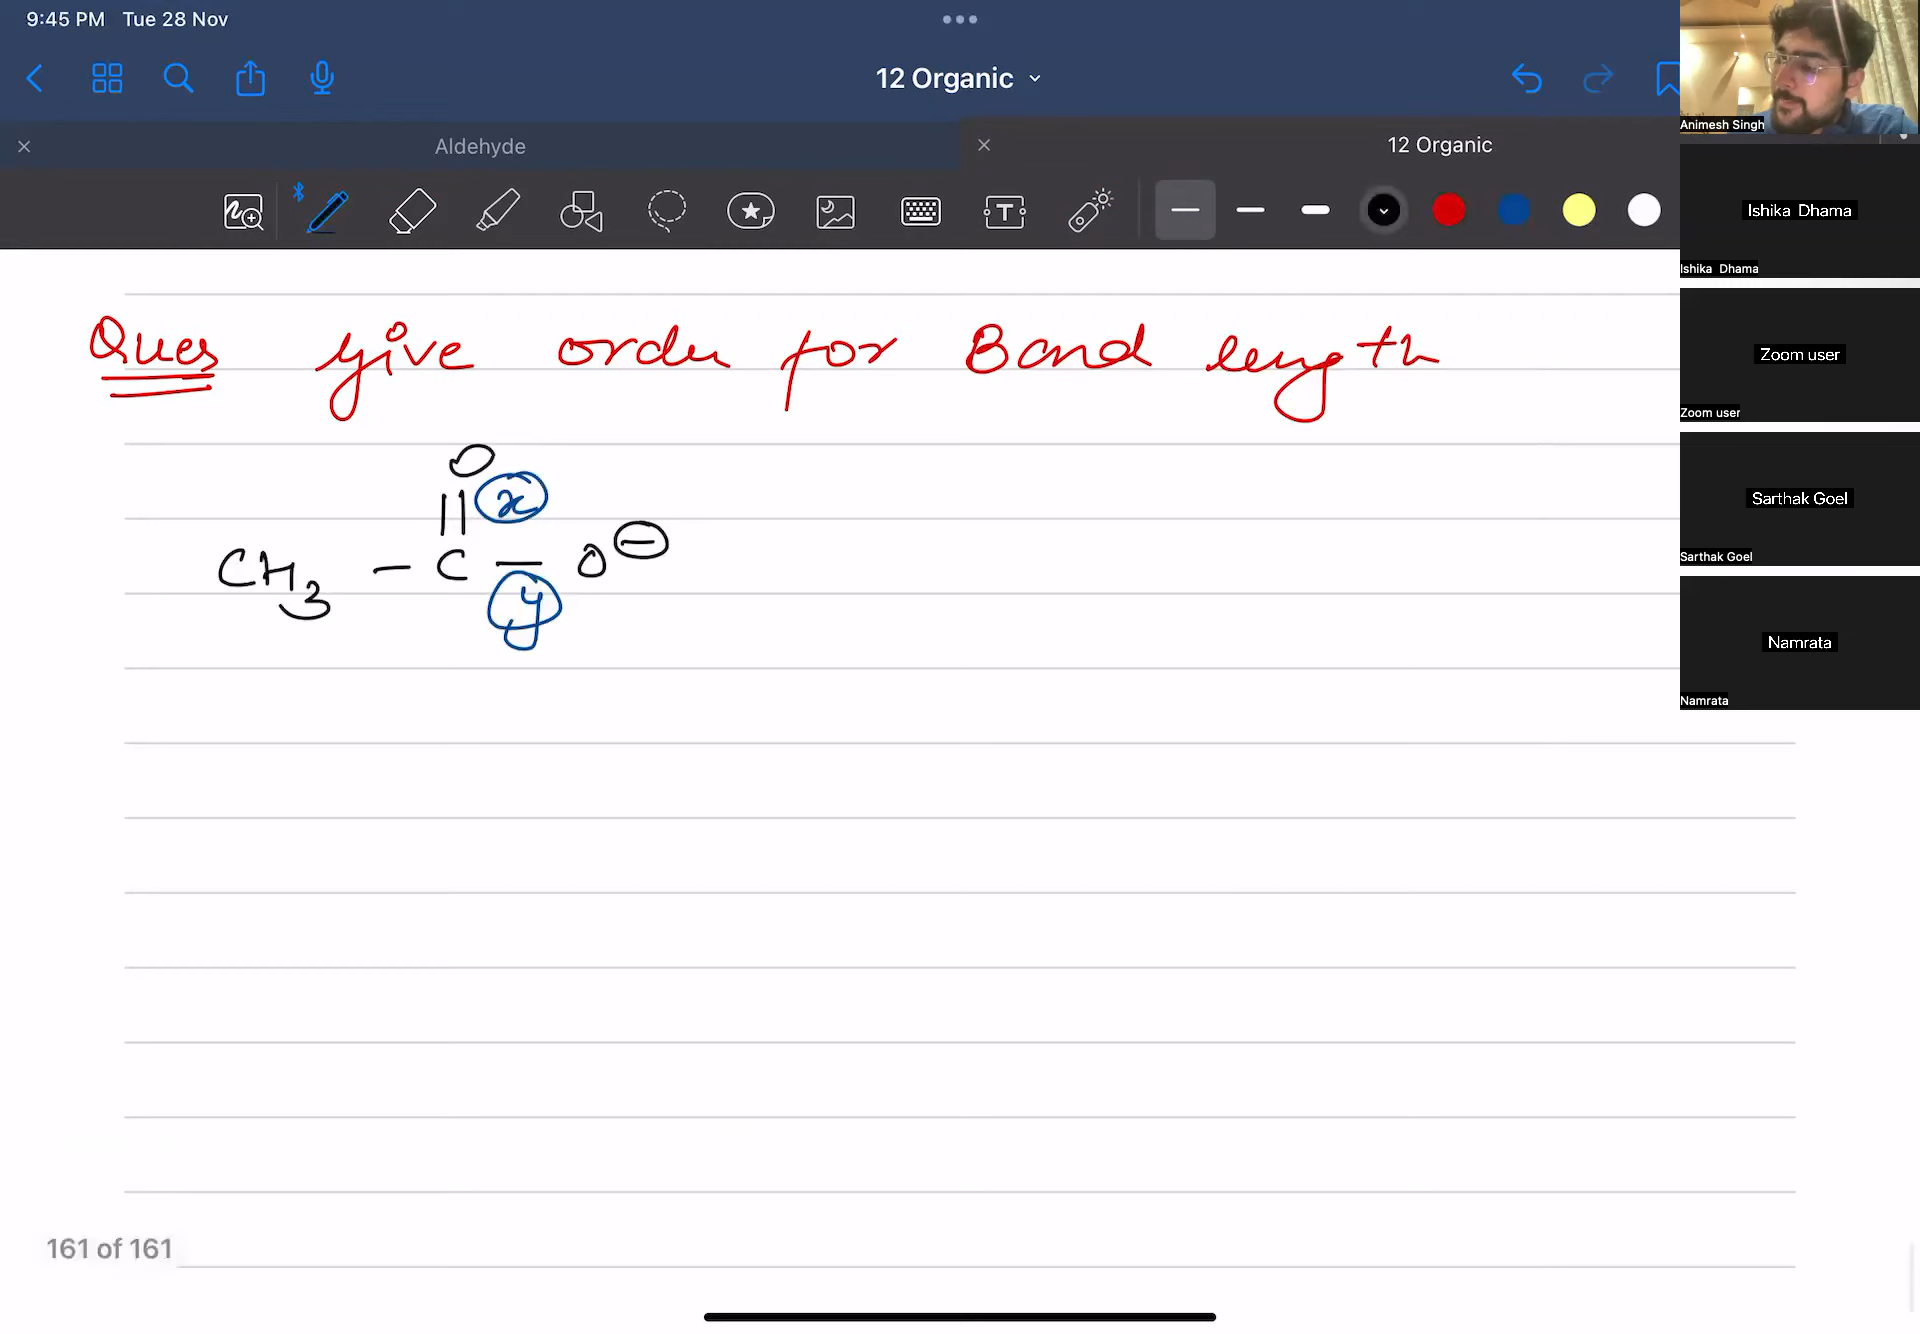 9:45 PM Tue 28 Nov
12 Organic
Aldehyde
12 Organic
T
Ques give order for Bond length
O
x
CH3 - C - O⊖
y
161 of 161
Animesh Singh
Ishika Dhama
Ishika Dhama
Zoom user
Zoom user
Sarthak Goel
Sarthak Goel
Namrata
Namrata